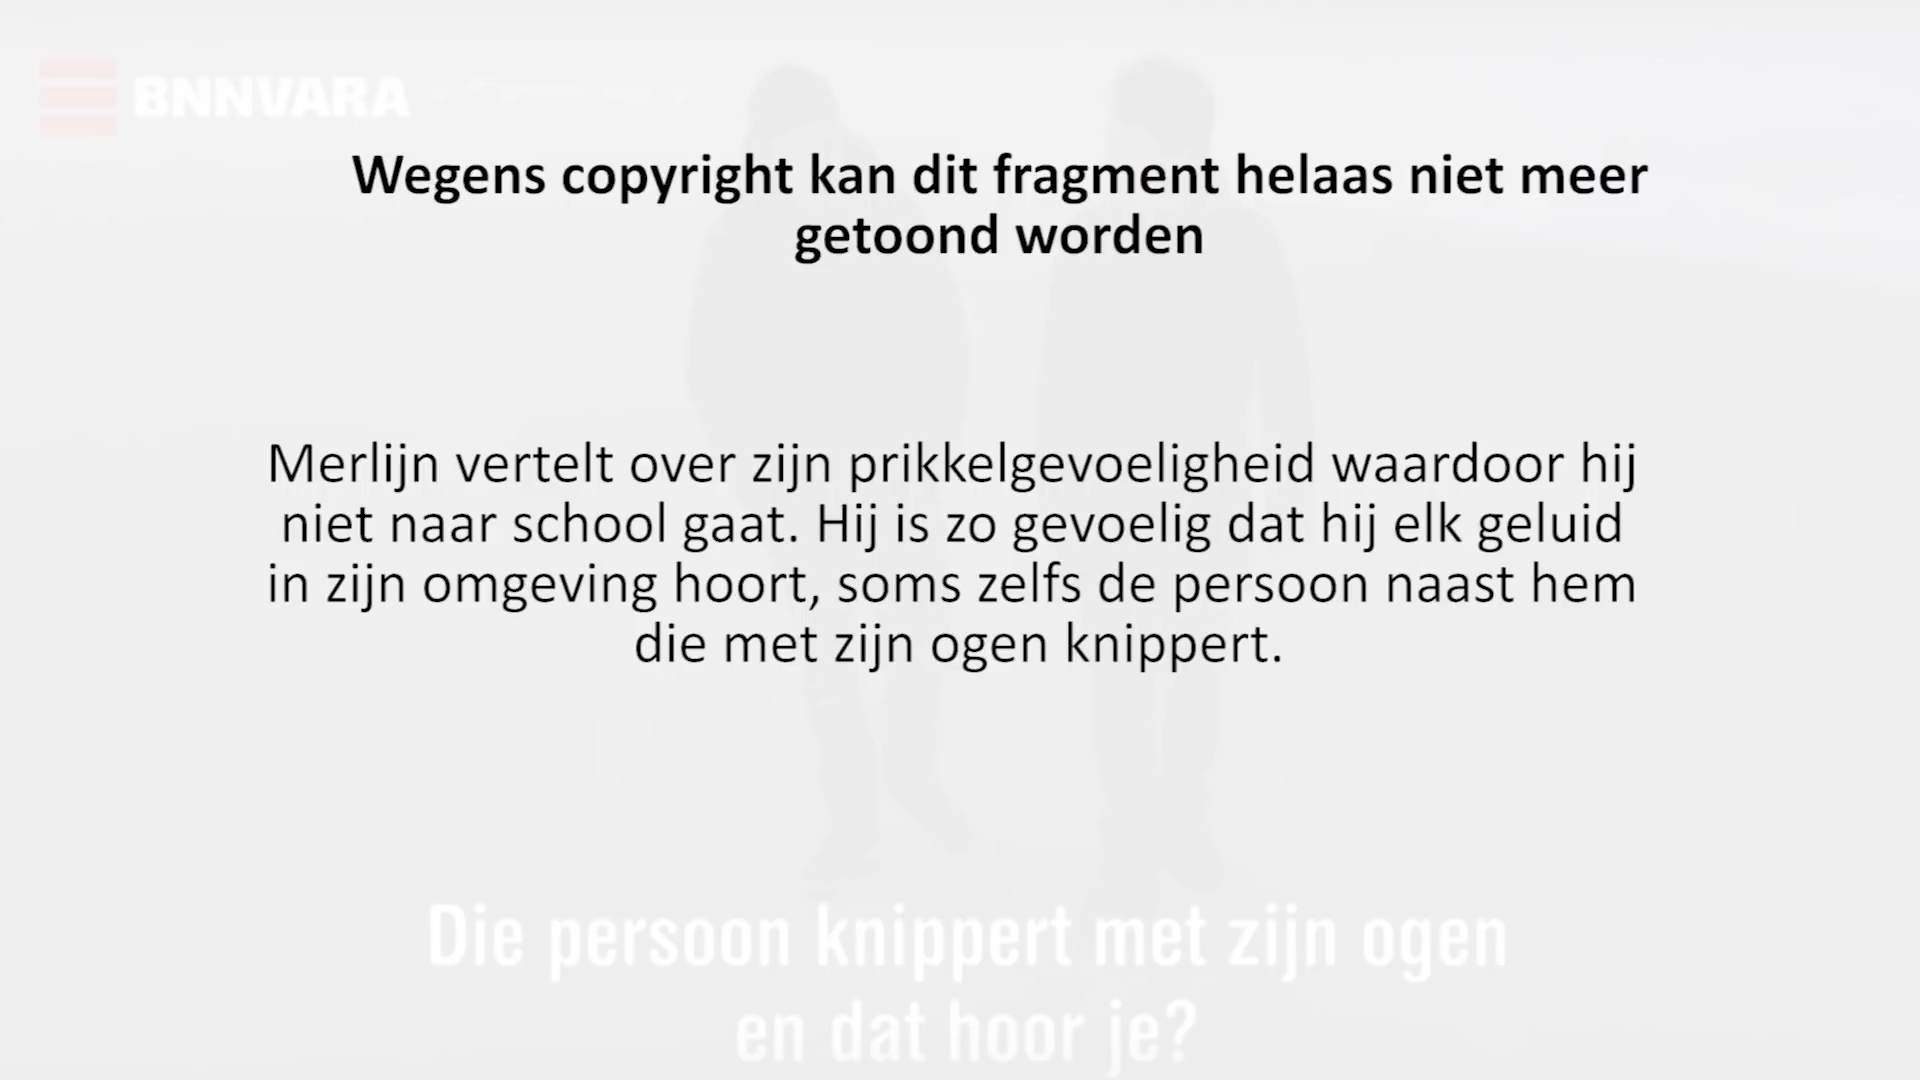 BNNVARA
Wegens copyright kan dit fragment helaas niet meer
getoond worden
Merlijn vertelt over zijn prikkelgevoeligheid waardoor hij
niet naar school gaat. Hij is zo gevoelig dat hij elk geluid
in zijn omgeving hoort, soms zelfs de persoon naast hem
die met zijn ogen knippert.
Die persoon knippert met zijn ogen
en dat hoor je?